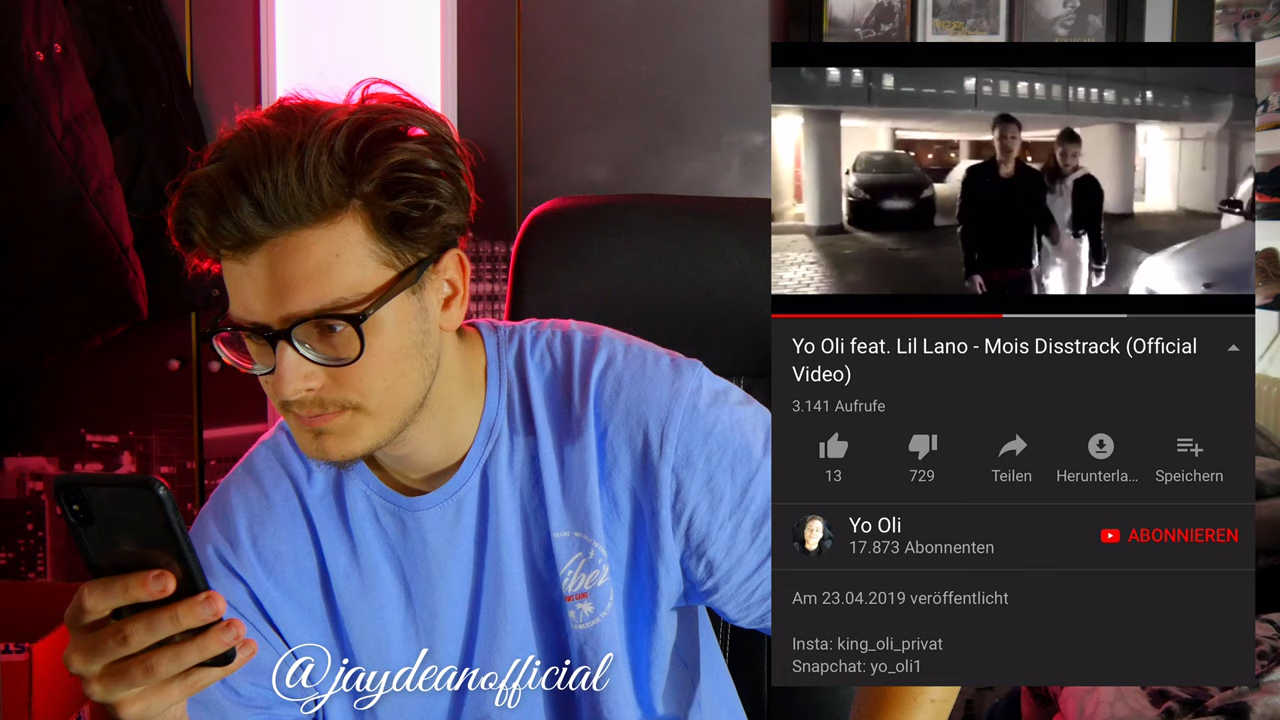 Yo Oli feat. Lil Lano - Mois Disstrack (Official
Video)
3.141 Aufrufe
13
729
Teilen
Herunterla...
Speichern
Yo Oli
17.873 Abonnenten
ABONNIEREN
Am 23.04.2019 veröffentlicht
Insta: king_oli_privat
Snapchat: yo_oli1
@jaydeanofficial